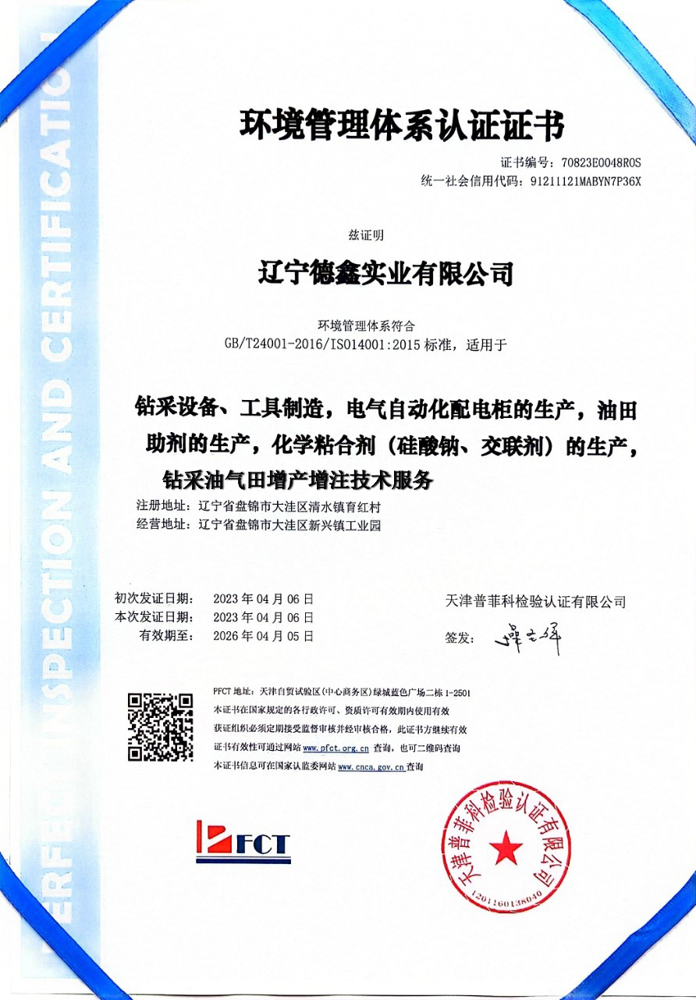 环境管理体系认证证书
证书编号：70823E0048R0S
统一社会信用代码：91211121MABYN7P36X
兹证明
辽宁德鑫实业有限公司
环境管理体系符合
GB/T24001-2016/ISO14001:2015 标准，适用于
钻采设备、工具制造，电气自动化配电柜的生产，油田
助剂的生产，化学粘合剂（硅酸钠、交联剂）的生产，
钻采油气田增产增注技术服务
注册地址：辽宁省盘锦市大洼区清水镇育红村
经营地址：辽宁省盘锦市大洼区新兴镇工业园
初次发证日期： 2023 年 04 月 06 日
本次发证日期： 2023 年 04 月 06 日
有效期至： 2026 年 04 月 05 日
天津普菲科检验认证有限公司
签发：
PFCT 地址：天津自贸试验区(中心商务区)绿城蓝色广场二栋 1-2501
本证书在国家规定的各行政许可、资质许可有效期内使用有效
获证组织必须定期接受监督审核并经审核合格，此证书方继续有效
证书有效性可通过网站 www.pfct.org.cn 查询，也可二维码查询
本证书信息可在国家认监委网站 www.cnca.gov.cn 查询
PFCT
天津普菲科检验认证有限公司
1201160138040
PERFECT INSPECTION AND CERTIFICATION